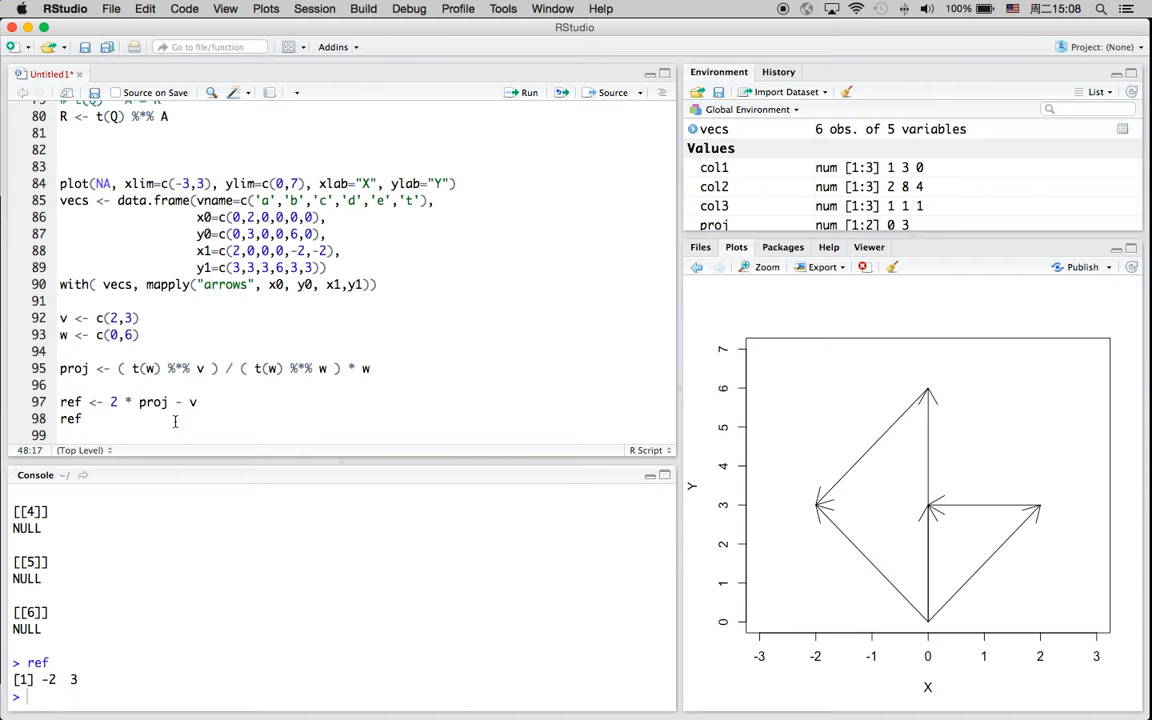 RStudio File Edit Code View Plots Session Build Debug Profile Tools Window Help 100% 周二15:08
RStudio
Go to file/function Addins Project: (None)
Untitled1*
Source on Save Run Source
79 # t(Q) * A = R
80 R <- t(Q) %*% A
81
82
83
84 plot(NA, xlim=c(-3,3), ylim=c(0,7), xlab="X", ylab="Y")
85 vecs <- data.frame(vname=c('a','b','c','d','e','t'),
86 x0=c(0,2,0,0,0,0),
87 y0=c(0,3,0,0,6,0),
88 x1=c(2,0,0,0,-2,-2),
89 y1=c(3,3,3,6,3,3))
90 with( vecs, mapply("arrows", x0, y0, x1,y1))
91
92 v <- c(2,3)
93 w <- c(0,6)
94
95 proj <- ( t(w) %*% v ) / ( t(w) %*% w ) * w
96
97 ref <- 2 * proj - v
98 ref
99
48:17 (Top Level) R Script
Console ~/
[[4]]
NULL
[[5]]
NULL
[[6]]
NULL
> ref
[1] -2 3
>
Environment History
Import Dataset List
Global Environment
vecs 6 obs. of 5 variables
Values
col1 num [1:3] 1 3 0
col2 num [1:3] 2 8 4
col3 num [1:3] 1 1 1
proj num [1:2] 0 3
Files Plots Packages Help Viewer
Zoom Export Publish
7
6
5
4
3
2
1
0
Y
-3 -2 -1 0 1 2 3
X